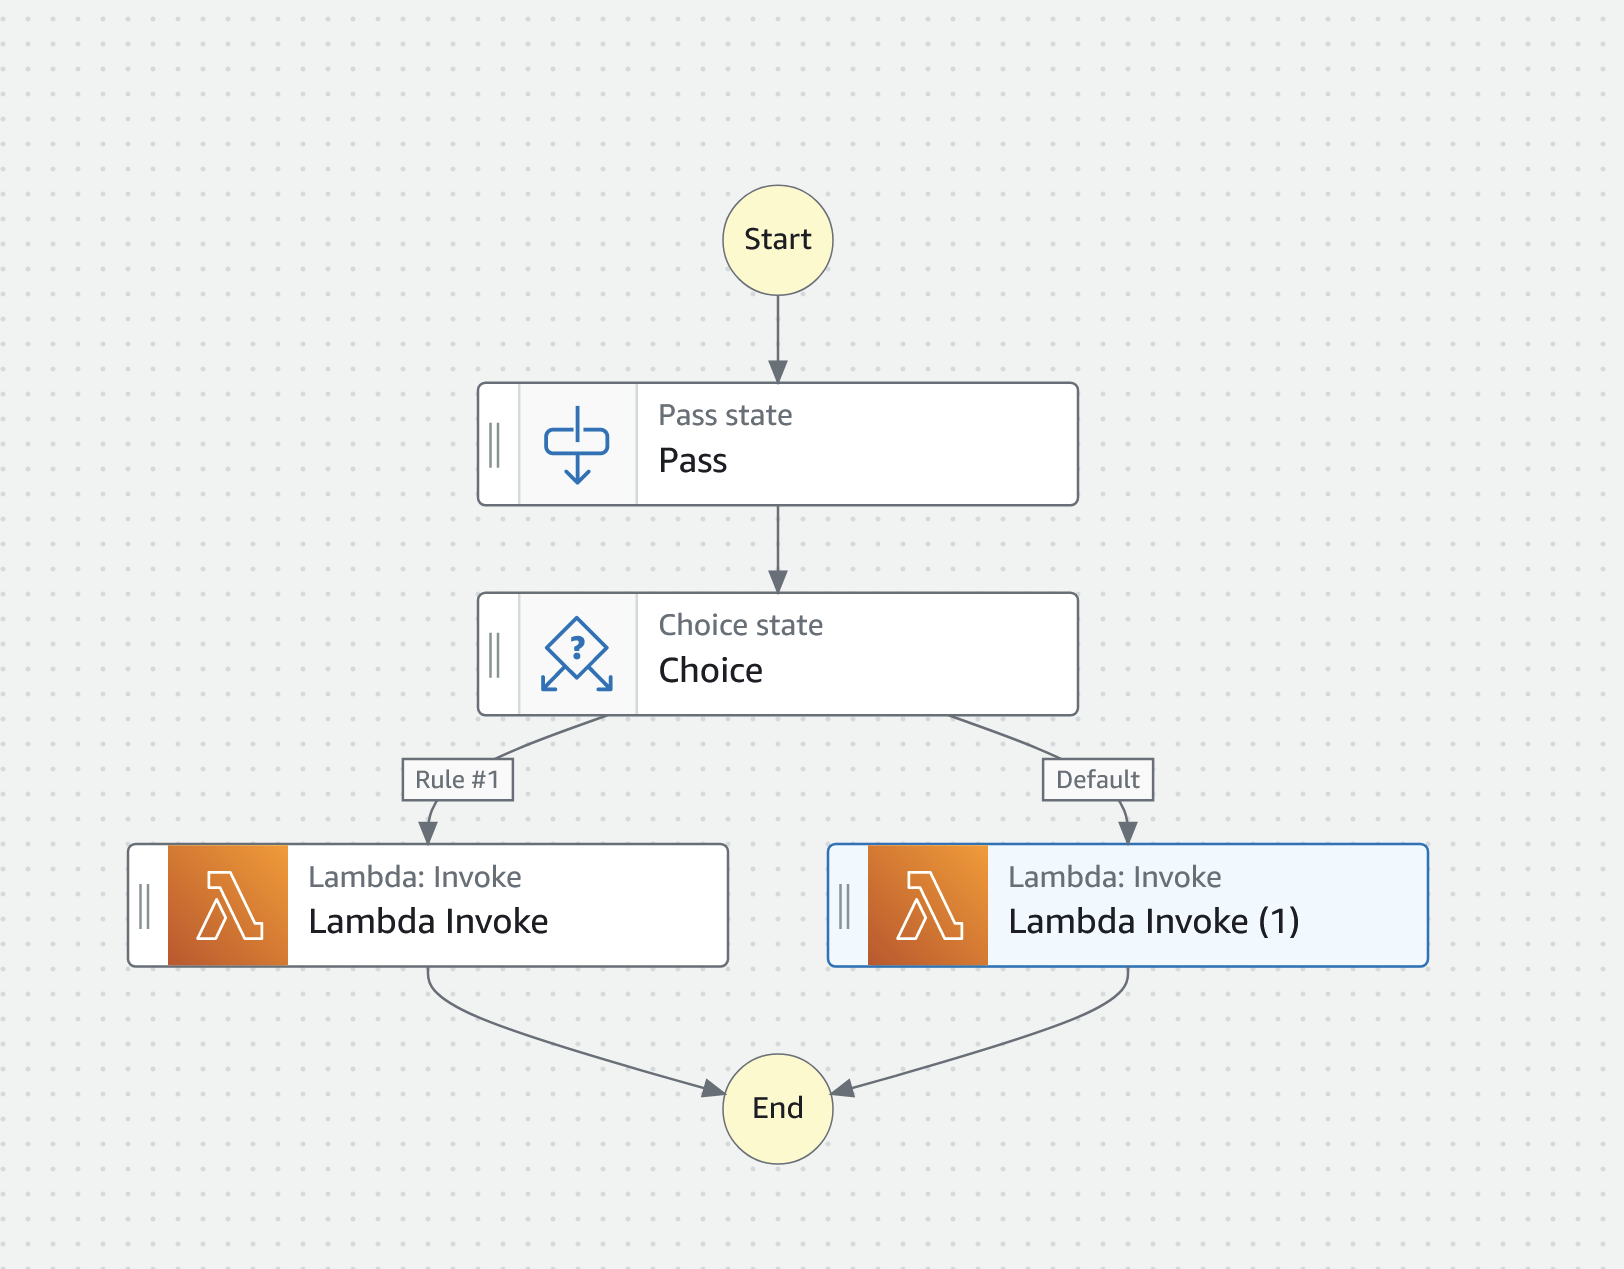 Start
Pass state
Pass
?
Choice state
Choice
Rule #1
Default
Lambda: Invoke
Lambda Invoke
Lambda: Invoke
Lambda Invoke (1)
End